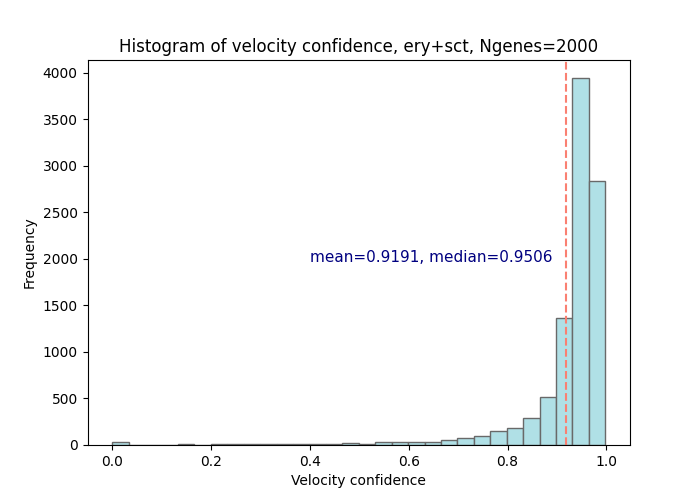 Histogram of velocity confidence, ery+sct, Ngenes=2000
4000
3500
3000
2500
2000
1500
1000
500
0
Frequency
mean=0.9191, median=0.9506
0.0 0.2 0.4 0.6 0.8 1.0
Velocity confidence